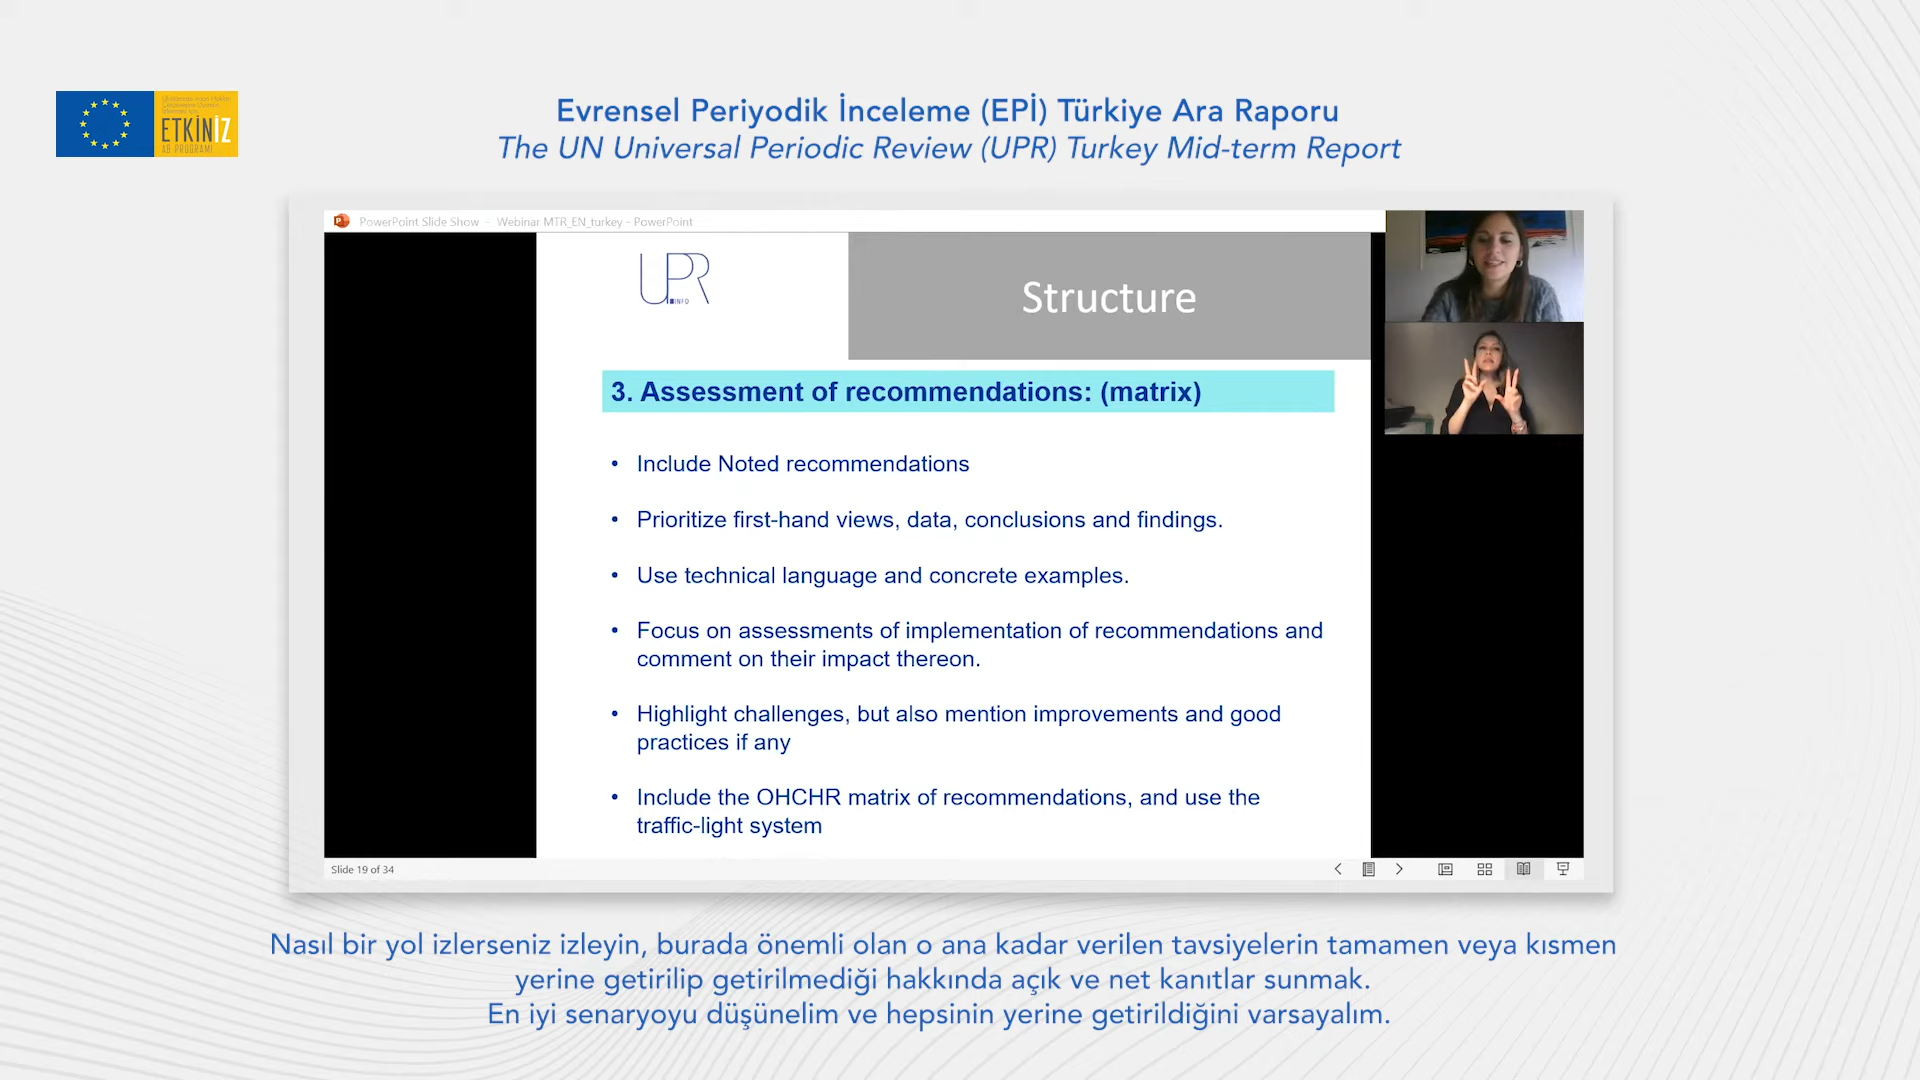 ETKİNİZ
AB PROGRAMI
Evrensel Periyodik İnceleme (EPİ) Türkiye Ara Raporu
The UN Universal Periodic Review (UPR) Turkey Mid-term Report
PowerPoint Slide Show - Webinar MTR_EN_turkey - PowerPoint
UPR
INFO
Structure
3. Assessment of recommendations: (matrix)
• Include Noted recommendations
• Prioritize first-hand views, data, conclusions and findings.
• Use technical language and concrete examples.
• Focus on assessments of implementation of recommendations and
comment on their impact thereon.
• Highlight challenges, but also mention improvements and good
practices if any
• Include the OHCHR matrix of recommendations, and use the
traffic-light system
Slide 19 of 34
Nasıl bir yol izlerseniz izleyin, burada önemli olan o ana kadar verilen tavsiyelerin tamamen veya kısmen
yerine getirilip getirilmediği hakkında açık ve net kanıtlar sunmak.
En iyi senaryoyu düşünelim ve hepsinin yerine getirildiğini varsayalım.